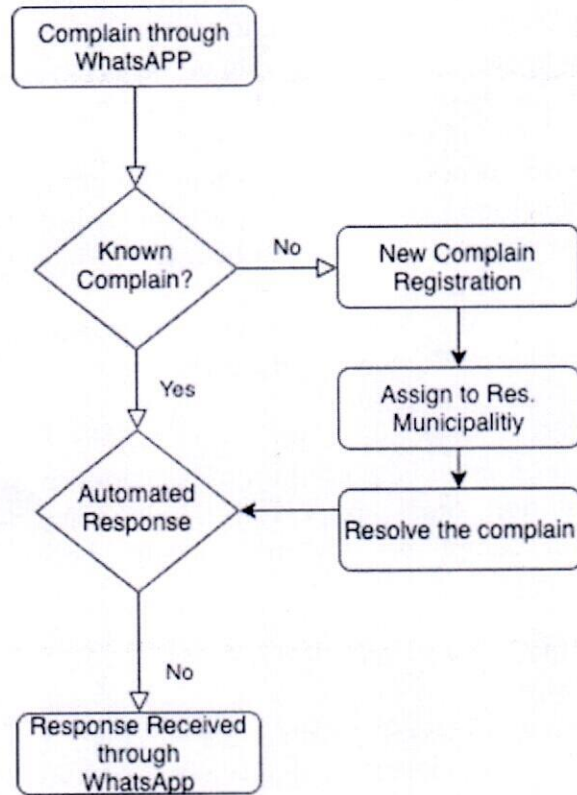 Complain through
WhatsAPP
Known
Complain?
No
New Complain
Registration
Yes
Assign to Res.
Municipalitiy
Automated
Response
Resolve the complain
No
Response Received
through
WhatsApp